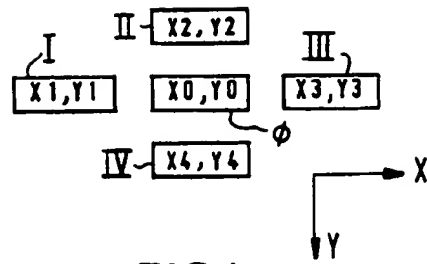 II X2,Y2
I III
X1,Y1 X0,Y0 X3,Y3
φ
IV X4,Y4
X
Y